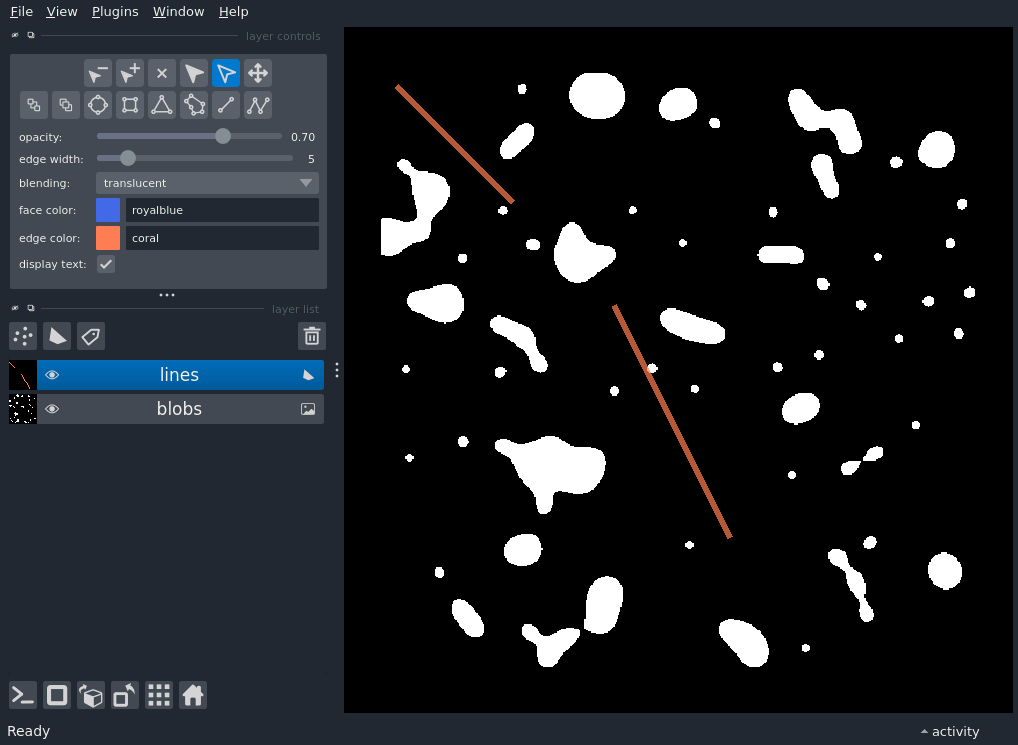 File View Plugins Window Help
layer controls
opacity: 0.70
edge width: 5
blending: translucent
face color: royalblue
edge color: coral
display text:
layer list
lines
blobs
Ready
activity